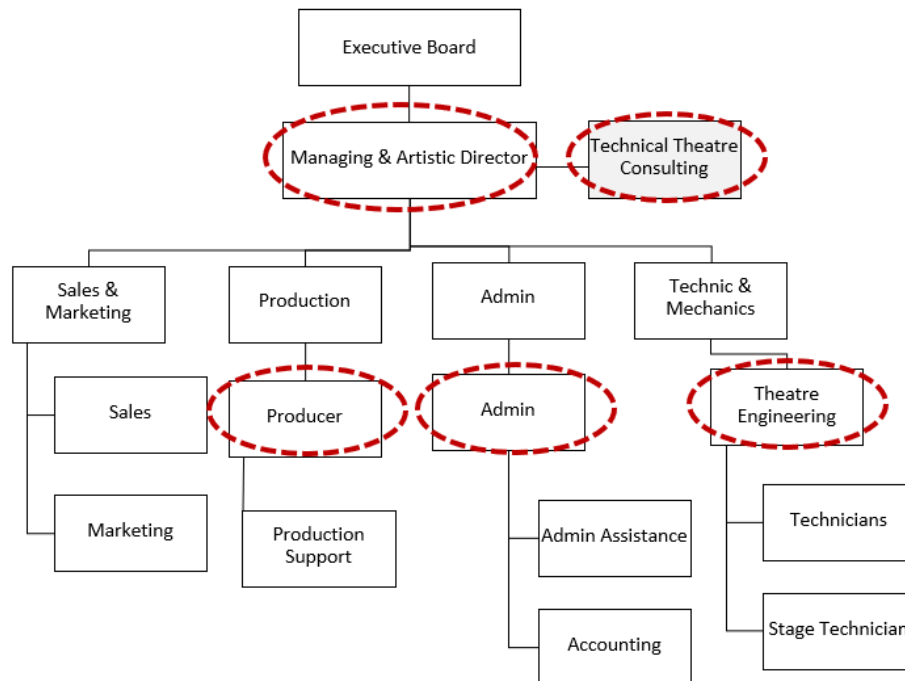 Executive Board
Managing & Artistic Director
Technical Theatre
Consulting
Sales &
Marketing
Production
Admin
Technic &
Mechanics
Sales
Producer
Admin
Theatre
Engineering
Marketing
Production
Support
Admin Assistance
Technicians
Accounting
Stage Technician